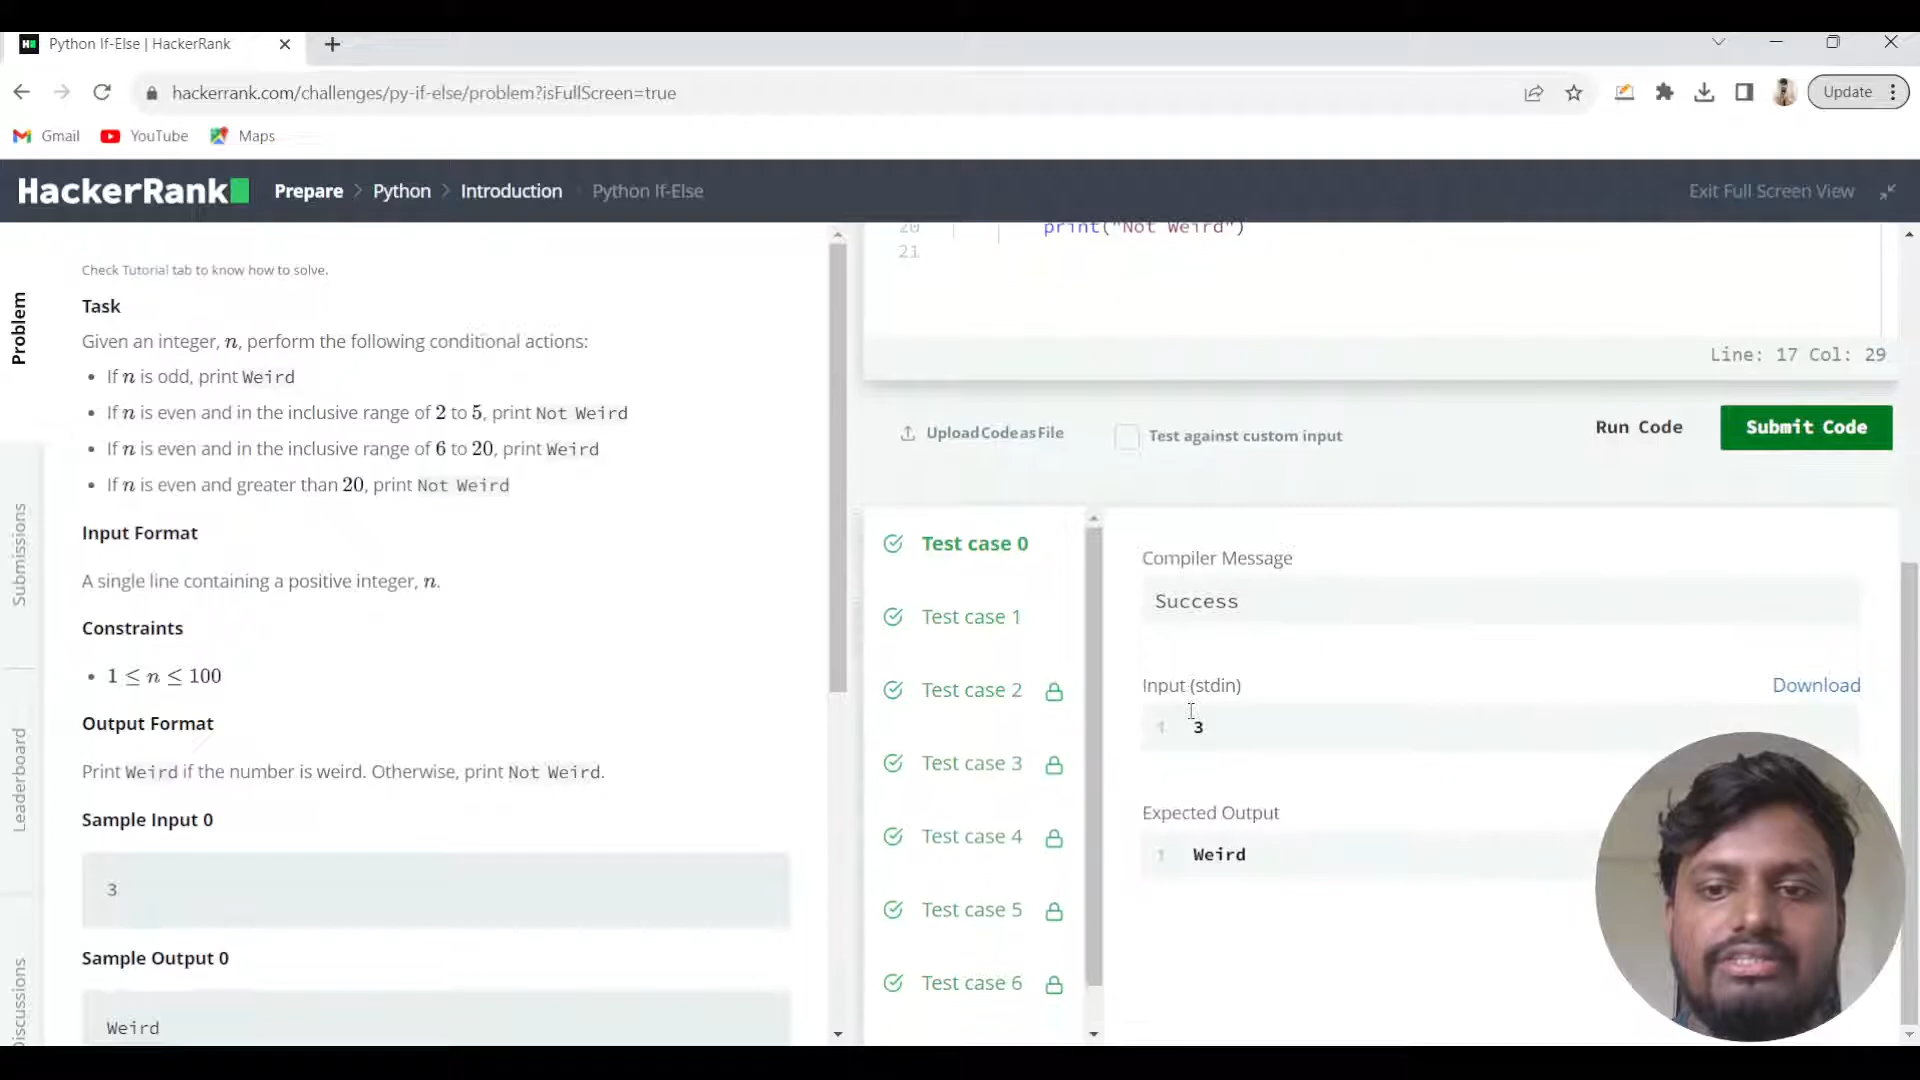 Python If-Else | HackerRank
hackerrank.com/challenges/py-if-else/problem?isFullScreen=true
Update
Gmail
YouTube
Maps
HackerRank
Prepare > Python > Introduction
Python If-Else
Exit Full Screen View
Problem
Submissions
Leaderboard
Discussions
Check Tutorial tab to know how to solve.
Task
Given an integer, n, perform the following conditional actions:
• If n is odd, print Weird
• If n is even and in the inclusive range of 2 to 5, print Not Weird
• If n is even and in the inclusive range of 6 to 20, print Weird
• If n is even and greater than 20, print Not Weird
Input Format
A single line containing a positive integer, n.
Constraints
• 1 ≤ n ≤ 100
Output Format
Print Weird if the number is weird. Otherwise, print Not Weird.
Sample Input 0
3
Sample Output 0
Weird
20 print("Not Weird")
21
Line: 17 Col: 29
Upload Code as File
Test against custom input
Run Code
Submit Code
Test case 0
Test case 1
Test case 2
Test case 3
Test case 4
Test case 5
Test case 6
Compiler Message
Success
Input (stdin)
Download
1 3
Expected Output
1 Weird